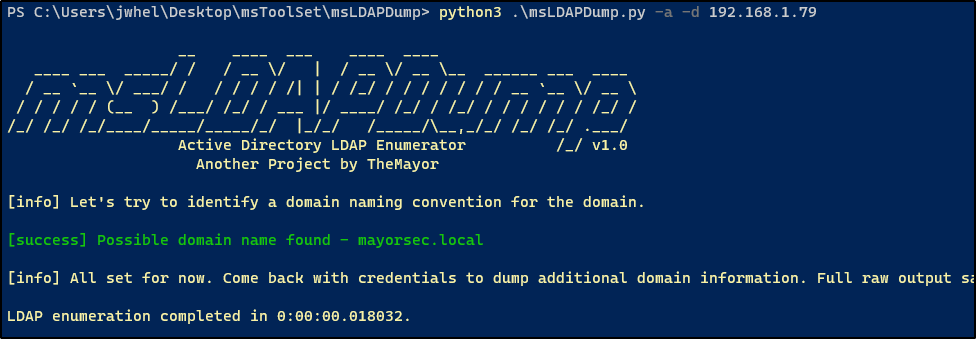 PS C:\Users\jwhel\Desktop\msToolSet\msLDAPDump> python3 .\msLDAPDump.py -a -d 192.168.1.79
msLDAPDump
Active Directory LDAP Enumerator /_/ v1.0
Another Project by TheMayor
[info] Let's try to identify a domain naming convention for the domain.
[success] Possible domain name found - mayorsec.local
[info] All set for now. Come back with credentials to dump additional domain information. Full raw output
LDAP enumeration completed in 0:00:00.018032.